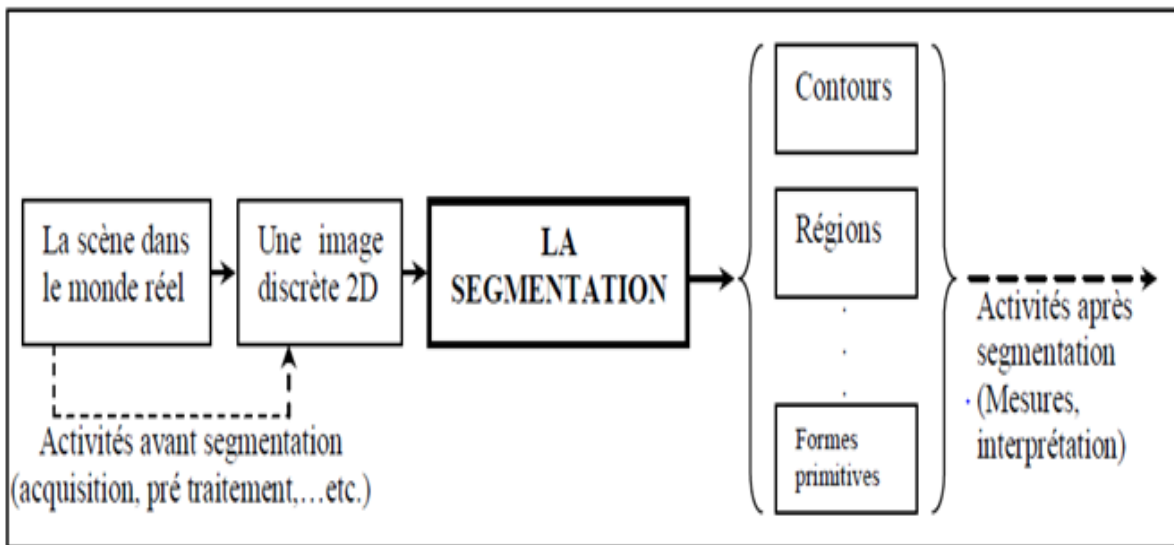 Contours
La scène dans
le monde réel
Une image
discrète 2D
LA
SEGMENTATION
Régions
.
.
.
Formes
primitives
Activités avant segmentation
(acquisition, pré traitement,…etc.)
Activités après
segmentation
(Mesures,
interprétation)